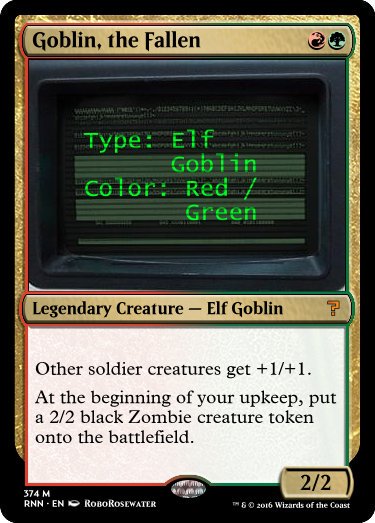 Goblin, the Fallen
Type: Elf
Goblin
Color: Red /
Green
Legendary Creature — Elf Goblin
Other soldier creatures get +1/+1.
At the beginning of your upkeep, put
a 2/2 black Zombie creature token
onto the battlefield.
2/2
374 M
RNN • EN RoboRosewater
™ & © 2016 Wizards of the Coast